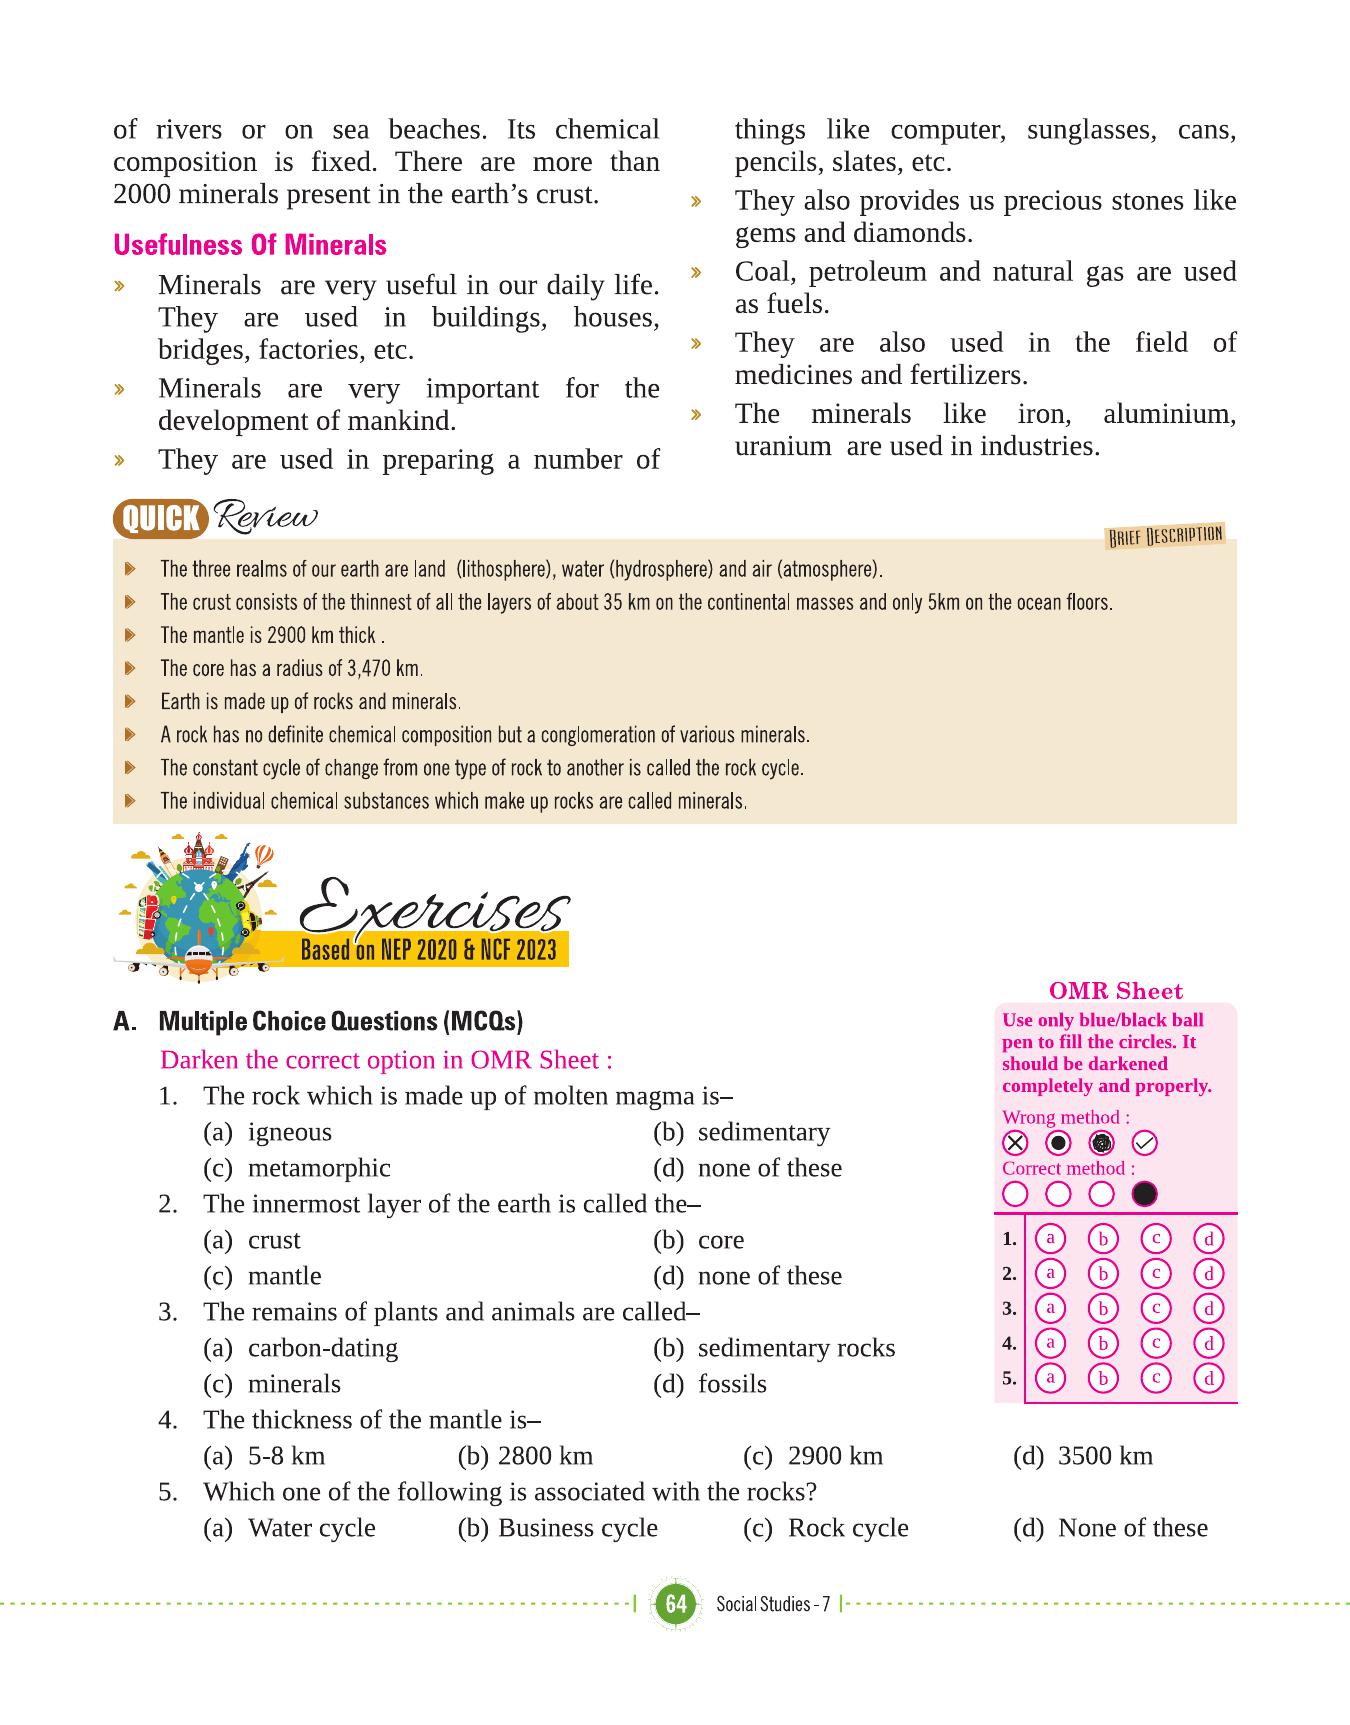 of rivers or on sea beaches. Its chemical
composition is fixed. There are more than
2000 minerals present in the earth’s crust.
Usefulness Of Minerals
» Minerals are very useful in our daily life.
They are used in buildings, houses,
bridges, factories, etc.
» Minerals are very important for the
development of mankind.
» They are used in preparing a number of
things like computer, sunglasses, cans,
pencils, slates, etc.
» They also provides us precious stones like
gems and diamonds.
» Coal, petroleum and natural gas are used
as fuels.
» They are also used in the field of
medicines and fertilizers.
» The minerals like iron, aluminium,
uranium are used in industries.
QUICK Review
BRIEF DESCRIPTION
The three realms of our earth are land (lithosphere), water (hydrosphere) and air (atmosphere).
The crust consists of the thinnest of all the layers of about 35 km on the continental masses and only 5km on the ocean floors.
The mantle is 2900 km thick .
The core has a radius of 3,470 km.
Earth is made up of rocks and minerals.
A rock has no definite chemical composition but a conglomeration of various minerals.
The constant cycle of change from one type of rock to another is called the rock cycle.
The individual chemical substances which make up rocks are called minerals.
Exercises
Based on NEP 2020 & NCF 2023
A. Multiple Choice Questions (MCQs)
Darken the correct option in OMR Sheet :
1. The rock which is made up of molten magma is–
(a) igneous (b) sedimentary
(c) metamorphic (d) none of these
2. The innermost layer of the earth is called the–
(a) crust (b) core
(c) mantle (d) none of these
3. The remains of plants and animals are called–
(a) carbon-dating (b) sedimentary rocks
(c) minerals (d) fossils
4. The thickness of the mantle is–
(a) 5-8 km (b) 2800 km (c) 2900 km (d) 3500 km
5. Which one of the following is associated with the rocks?
(a) Water cycle (b) Business cycle (c) Rock cycle (d) None of these
OMR Sheet
Use only blue/black ball
pen to fill the circles. It
should be darkened
completely and properly.
Wrong method :
Correct method :
1. a b c d
2. a b c d
3. a b c d
4. a b c d
5. a b c d
64 Social Studies - 7